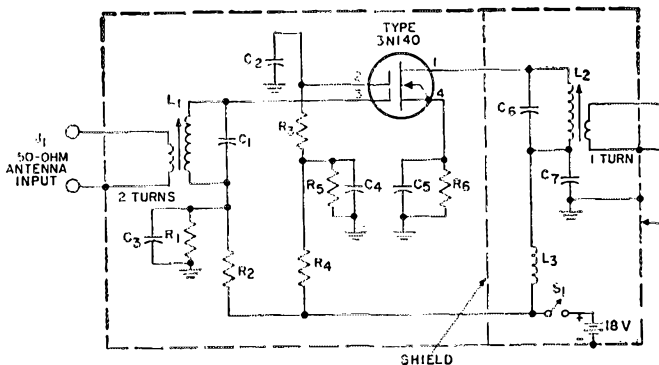 TYPE
3N140
C2
1
2
3
4
L1
L2
J1
50-OHM
ANTENNA
INPUT
C1
R3
C6
1 TURN
2 TURNS
R5
C4
C5
R6
C7
C3
R1
R2
R4
L3
S1
+
18 V
-
SHIELD